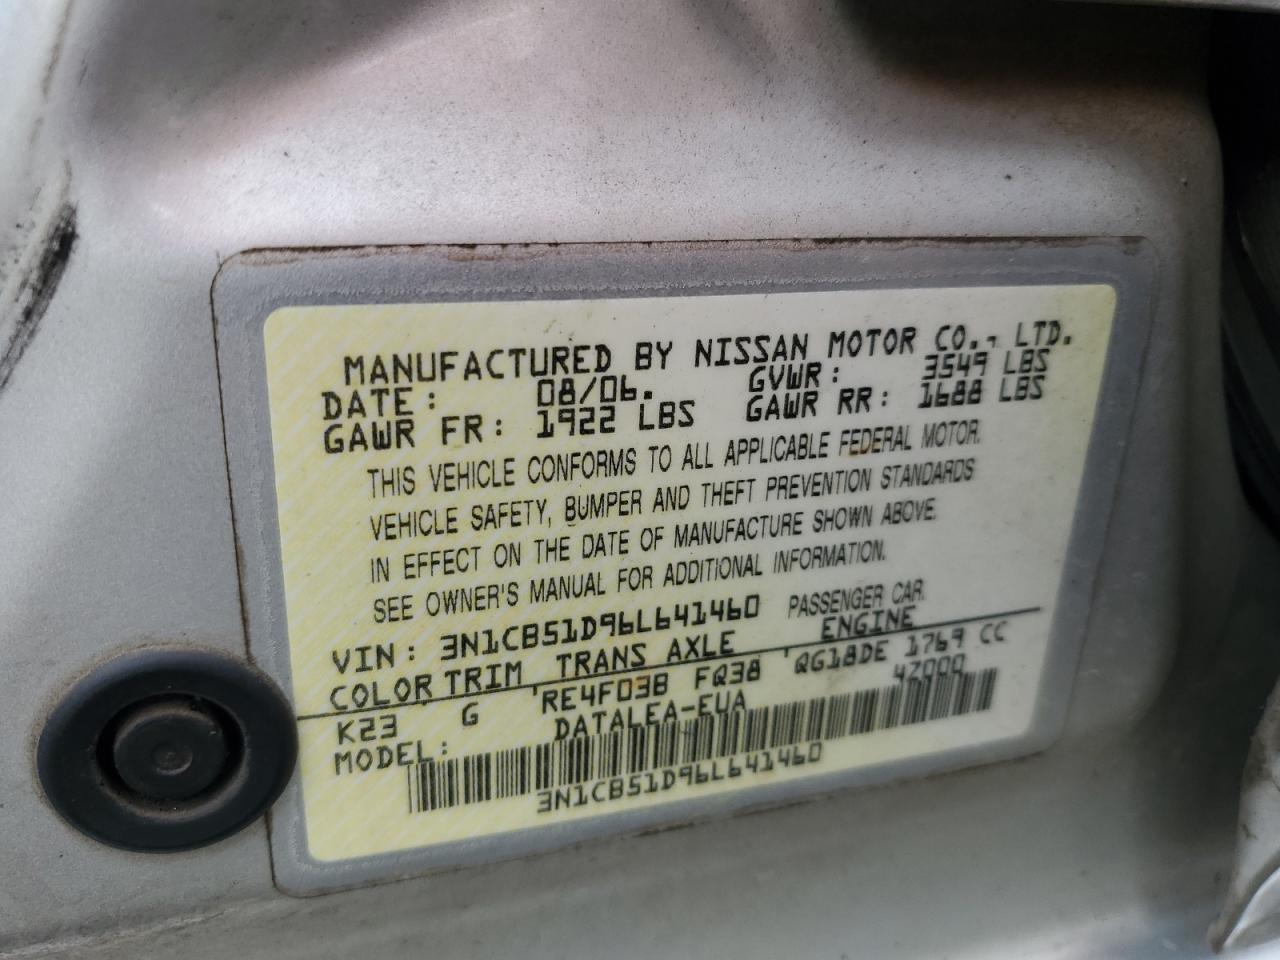 MANUFACTURED BY NISSAN MOTOR CO., LTD.
DATE: 08/06. GVWR: 3549 LBS
GAWR FR: 1922 LBS GAWR RR: 1688 LBS
THIS VEHICLE CONFORMS TO ALL APPLICABLE FEDERAL MOTOR
VEHICLE SAFETY, BUMPER AND THEFT PREVENTION STANDARDS
IN EFFECT ON THE DATE OF MANUFACTURE SHOWN ABOVE.
SEE OWNER'S MANUAL FOR ADDITIONAL INFORMATION.
VIN: 3N1CB51D96L641460 PASSENGER CAR.
COLOR TRIM TRANS AXLE ENGINE
K23 G RE4F03B FQ38 QG18DE 1769 CC
MODEL: DATALEA-EUA 4Z000
3N1CB51D96L641460